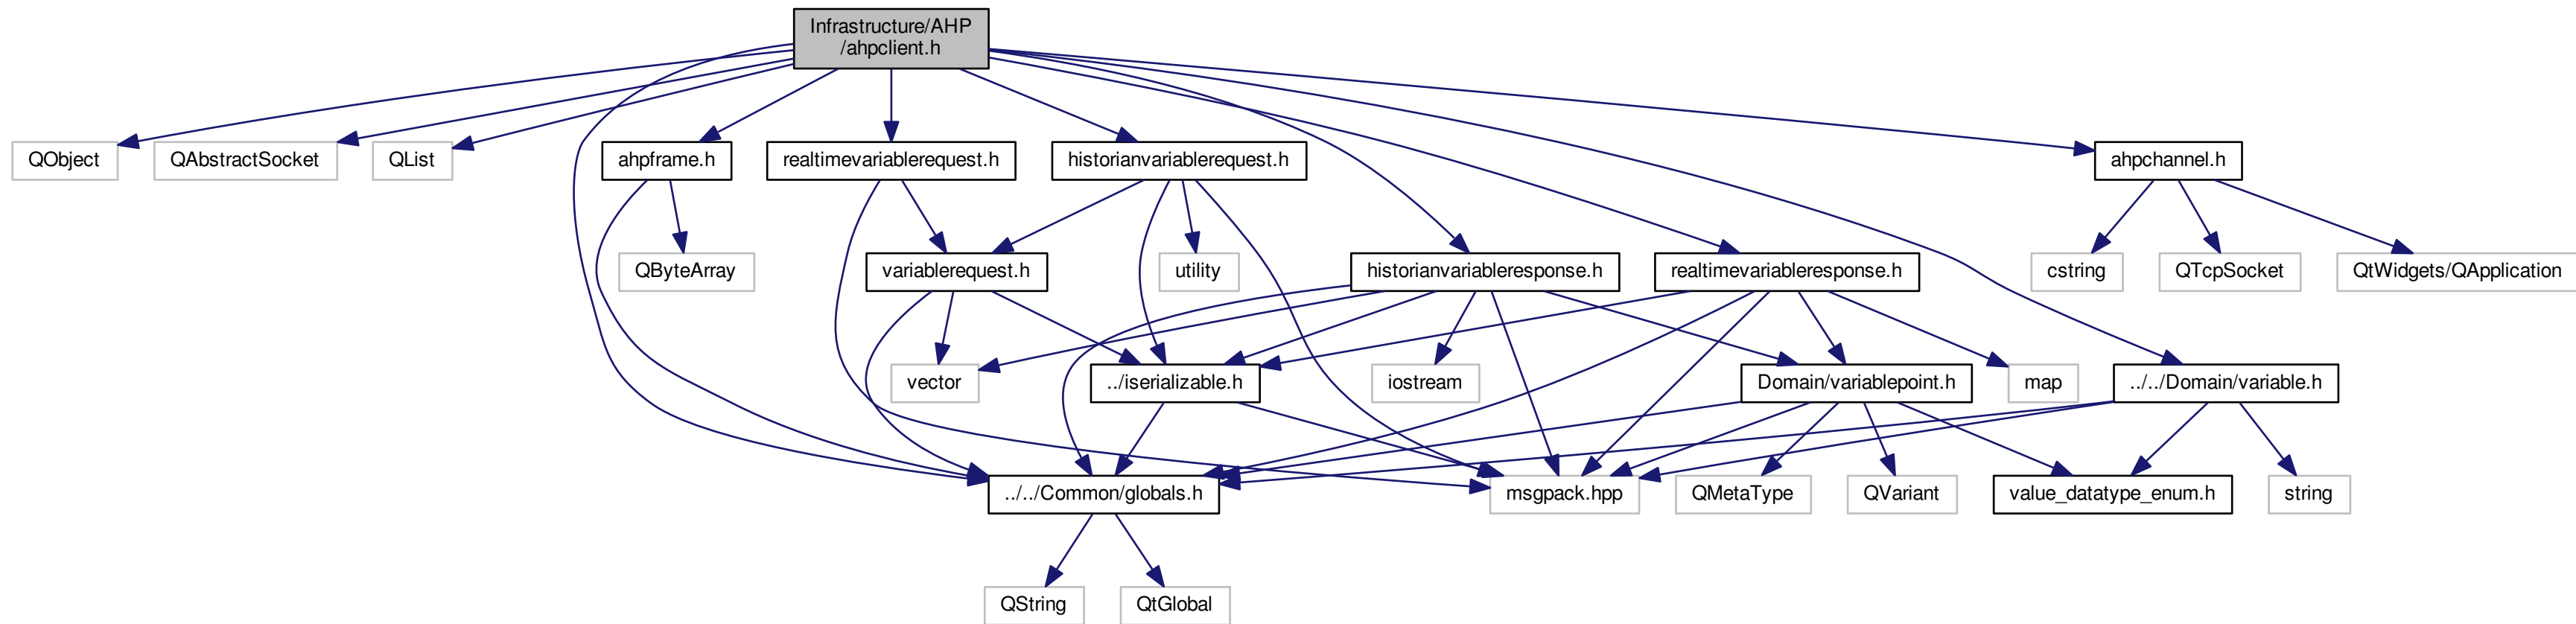 Infrastructure/AHP
/ahpclient.h
QObject
QAbstractSocket
QList
ahpframe.h
realtimevariablerequest.h
historianvariablerequest.h
ahpchannel.h
QByteArray
variablerequest.h
utility
historianvariableresponse.h
realtimevariableresponse.h
cstring
QTcpSocket
QtWidgets/QApplication
vector
../iserializable.h
iostream
Domain/variablepoint.h
map
../../Domain/variable.h
../../Common/globals.h
msgpack.hpp
QMetaType
QVariant
value_datatype_enum.h
string
QString
QtGlobal